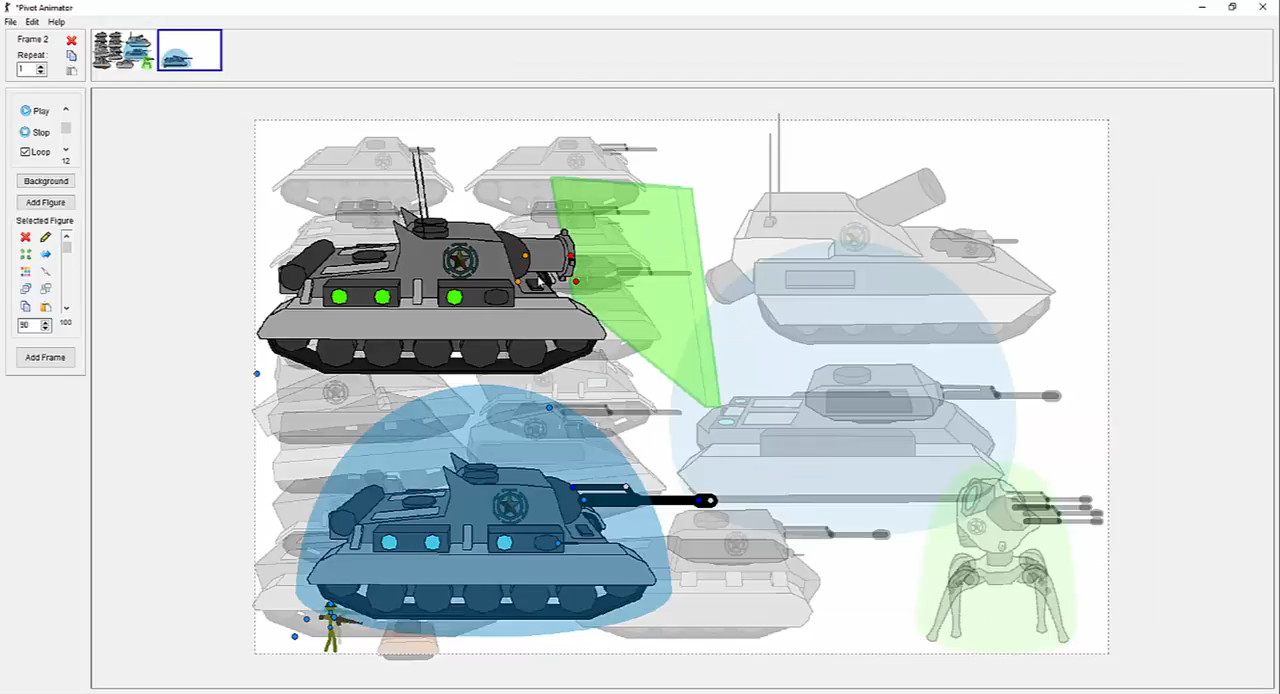 *Pivot Animator
File Edit Help
Frame 2
Repeat:
1
Play
Stop
Loop
12
Background
Add Figure
Selected Figure
90
100
Add Frame